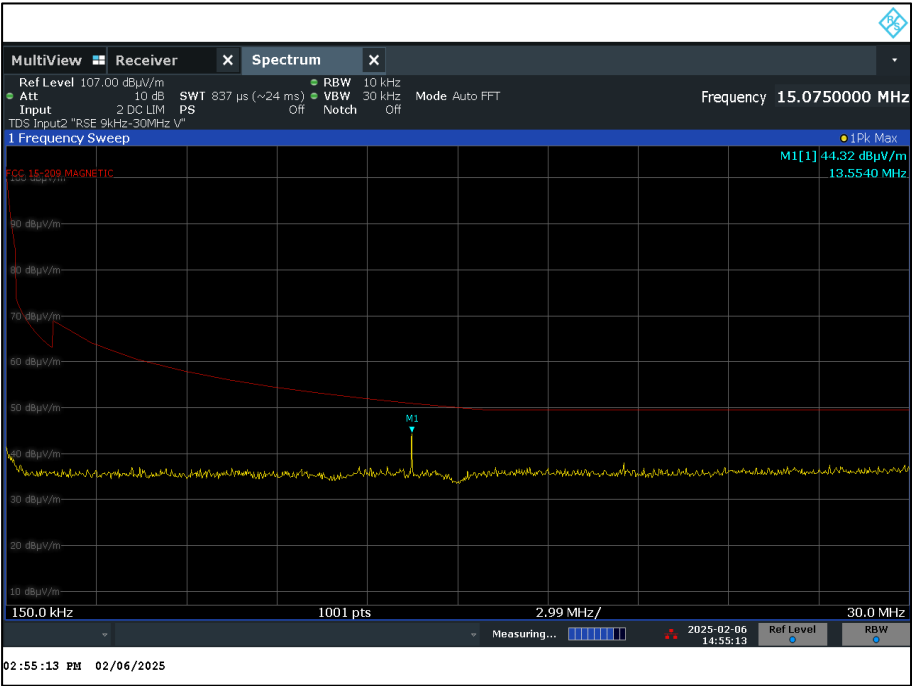 R S
MultiView Receiver X Spectrum X
Ref Level 107.00 dBµV/m RBW 10 kHz
Att 10 dB SWT 837 µs (~24 ms) VBW 30 kHz Mode Auto FFT Frequency 15.0750000 MHz
Input 2 DC LIM PS Off Notch Off
TDS Input2 "RSE 9kHz-30MHz V"
1 Frequency Sweep 1Pk Max
M1[1] 44.32 dBµV/m
13.5540 MHz
FCC 15-209 MAGNETIC
100 dBµV/m
90 dBµV/m
80 dBµV/m
70 dBµV/m
60 dBµV/m
50 dBµV/m
M1
40 dBµV/m
30 dBµV/m
20 dBµV/m
10 dBµV/m
150.0 kHz 1001 pts 2.99 MHz/ 30.0 MHz
Measuring... 2025-02-06 14:55:13 Ref Level RBW
02:55:13 PM 02/06/2025